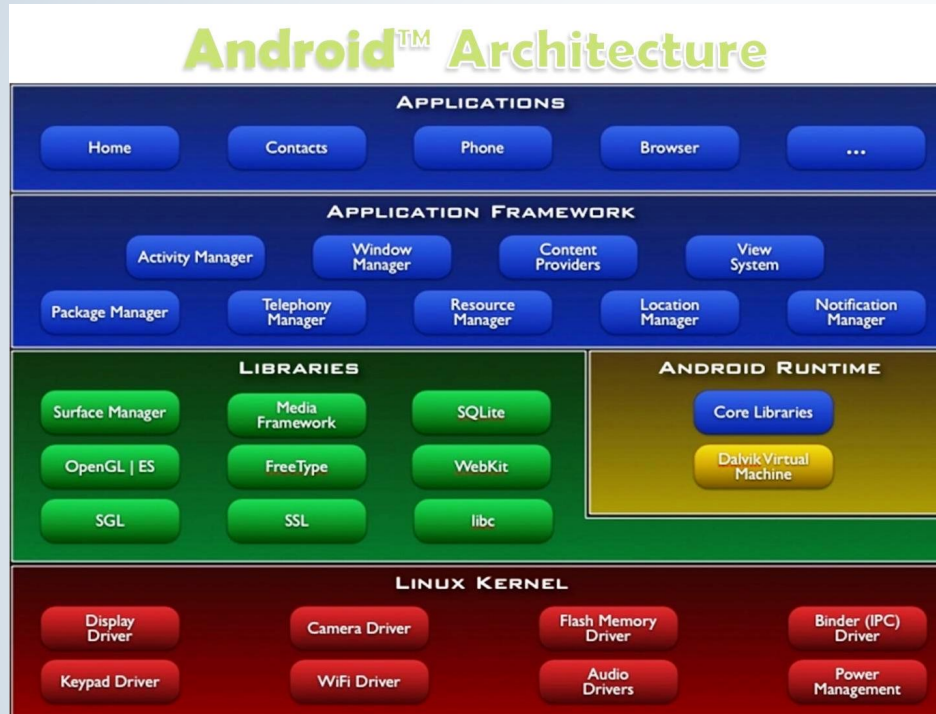 Android™ Architecture
APPLICATIONS
Home Contacts Phone Browser ...
APPLICATION FRAMEWORK
Activity Manager
Window
Manager
Content
Providers
View
System
Package Manager
Telephony
Manager
Resource
Manager
Location
Manager
Notification
Manager
LIBRARIES
Surface Manager
Media
Framework
SQLite
OpenGL | ES
FreeType
WebKit
SGL
SSL
libc
ANDROID RUNTIME
Core Libraries
Dalvik Virtual
Machine
LINUX KERNEL
Display
Driver
Camera Driver
Flash Memory
Driver
Binder (IPC)
Driver
Keypad Driver
WiFi Driver
Audio
Drivers
Power
Management